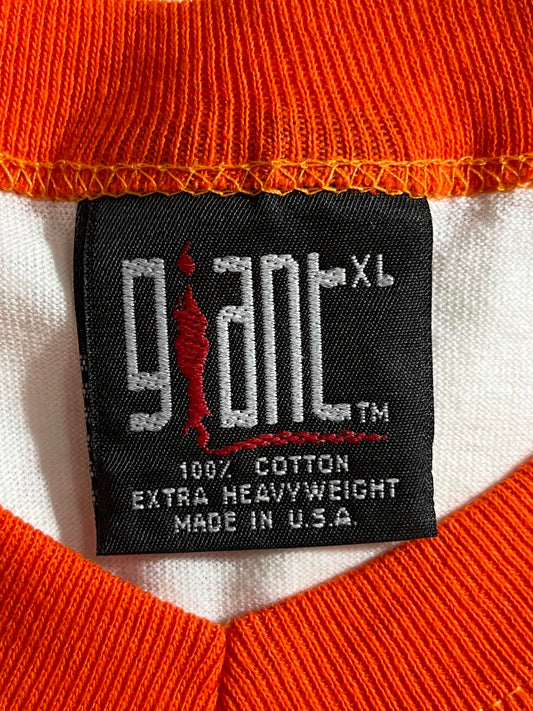 giant XL
TM
100% COTTON
EXTRA HEAVYWEIGHT
MADE IN U.S.A.